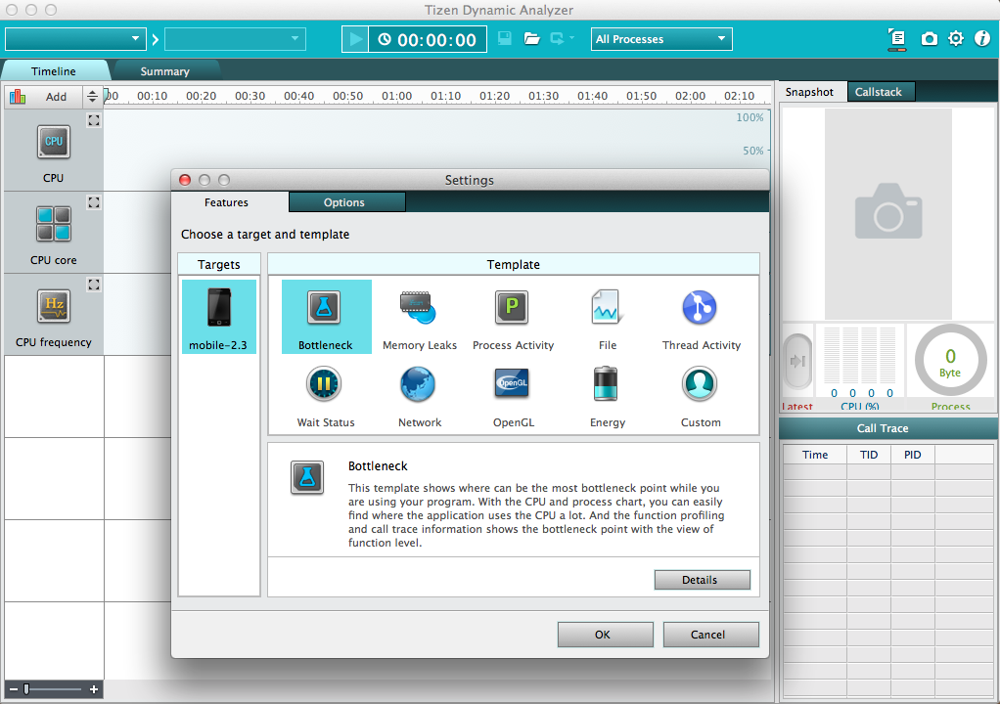 Tizen Dynamic Analyzer
00:00:00
All Processes
Timeline
Summary
Add
00 00:10 00:20 00:30 00:40 00:50 01:00 01:10 01:20 01:30 01:40 01:50 02:00 02:10
Snapshot
Callstack
100%
50%
CPU
CPU
CPU core
Hz
CPU frequency
Settings
Features
Options
Choose a target and template
Targets
Template
mobile-2.3
Bottleneck
Memory Leaks
P
Process Activity
File
Thread Activity
Wait Status
Network
OpenGL
OpenGL
Energy
Custom
Bottleneck
This template shows where can be the most bottleneck point while you
are using your program. With the CPU and process chart, you can easily
find where the application uses the CPU a lot. And the function profiling
and call trace information shows the bottleneck point with the view of
function level.
Details
OK
Cancel
0 0 0 0
0
Byte
Latest
CPU (%)
Process
Call Trace
Time TID PID